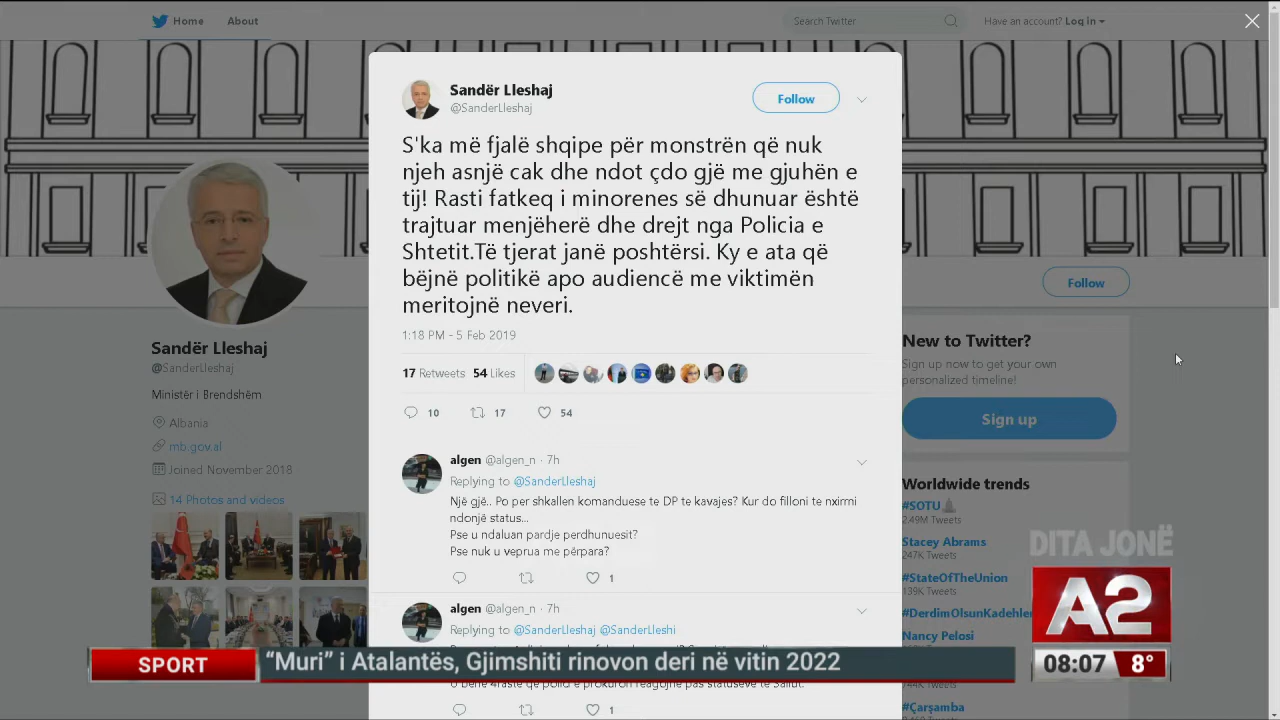 Home
About
Search Twitter
Have an account? Log in
Sandër Lleshaj
@SanderLleshaj
Follow
S'ka më fjalë shqipe për monstrën që nuk
njeh asnjë cak dhe ndot çdo gjë me gjuhën e
tij! Rasti fatkeq i minorenes së dhunuar është
trajtuar menjëherë dhe drejt nga Policia e
Shtetit.Të tjerat janë poshtërsi. Ky e ata që
bëjnë politikë apo audiencë me viktimën
meritojnë neveri.
1:18 PM - 5 Feb 2019
17 Retweets 54 Likes
10 17 54
algen @algen_n · 7h
Replying to @SanderLleshaj
Një gjë.. Po per shkallen komanduese te DP te kavajes? Kur do filloni te nxirrni
ndonjë status...
Pse u ndaluan pardje perdhunuesit?
Pse nuk u veprua me përpara?
1
algen @algen_n · 7h
Replying to @SanderLleshaj @SanderLleshi
1
Sandër Lleshaj
@SanderLleshaj
Ministër i Brendshëm
Albania
mb.gov.al
Joined November 2018
14 Photos and videos
Follow
New to Twitter?
Sign up now to get your own
personalized timeline!
Sign up
Worldwide trends
#SOTU
2.49M Tweets
Stacey Abrams
247K Tweets
#StateOfTheUnion
139K Tweets
#DerdimOlsunKadehler
Nancy Pelosi
#Çarşamba
DITA JONË
A2
08:07 8°
SPORT
“Muri” i Atalantës, Gjimshiti rinovon deri në vitin 2022